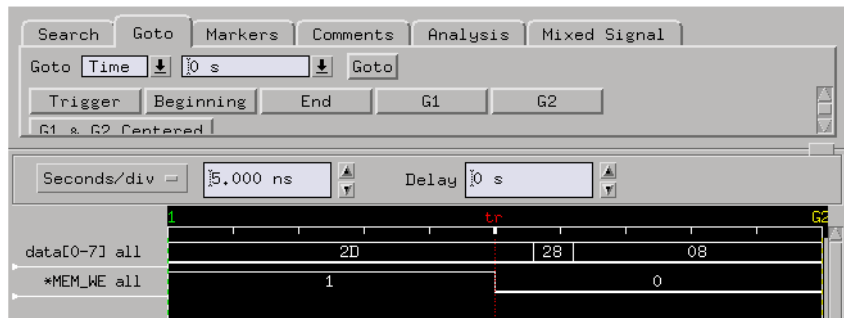 Search Goto Markers Comments Analysis Mixed Signal
Goto Time 0 s Goto
Trigger Beginning End G1 G2
G1 & G2 Centered
Seconds/div 5.000 ns Delay 0 s
1 tr G2
data[0-7] all 2D 28 08
*MEM_WE all 1 0